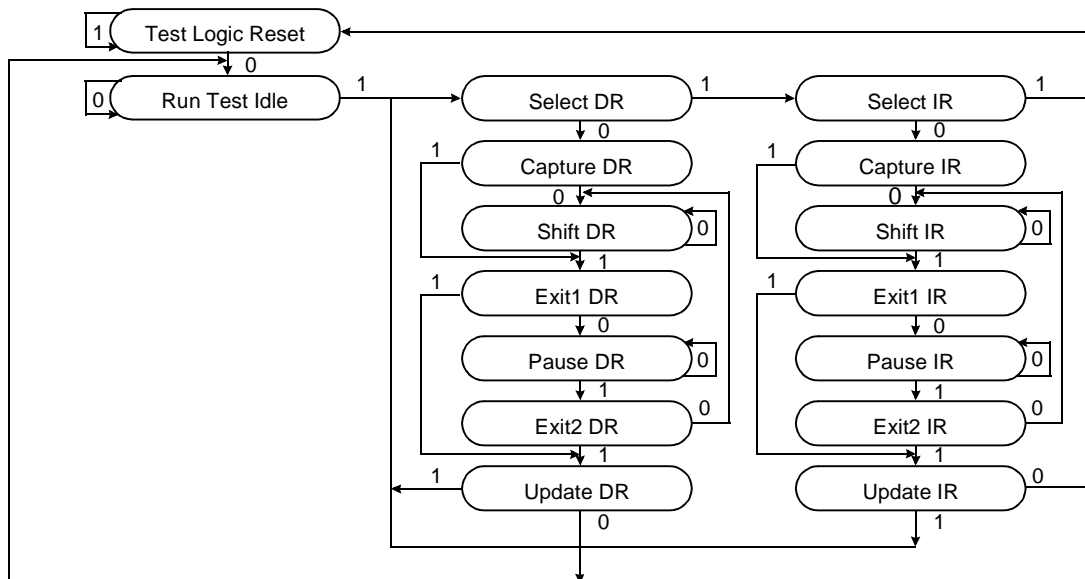 1 Test Logic Reset
0
0 Run Test Idle 1 Select DR 1 Select IR 1
0 0
1 Capture DR 1 Capture IR
0 0
Shift DR 0 Shift IR 0
1 1
1 Exit1 DR 1 Exit1 IR
0 0
Pause DR 0 Pause IR 0
1 1
Exit2 DR 0 Exit2 IR 0
1 1
1 Update DR Update IR 0
0 1